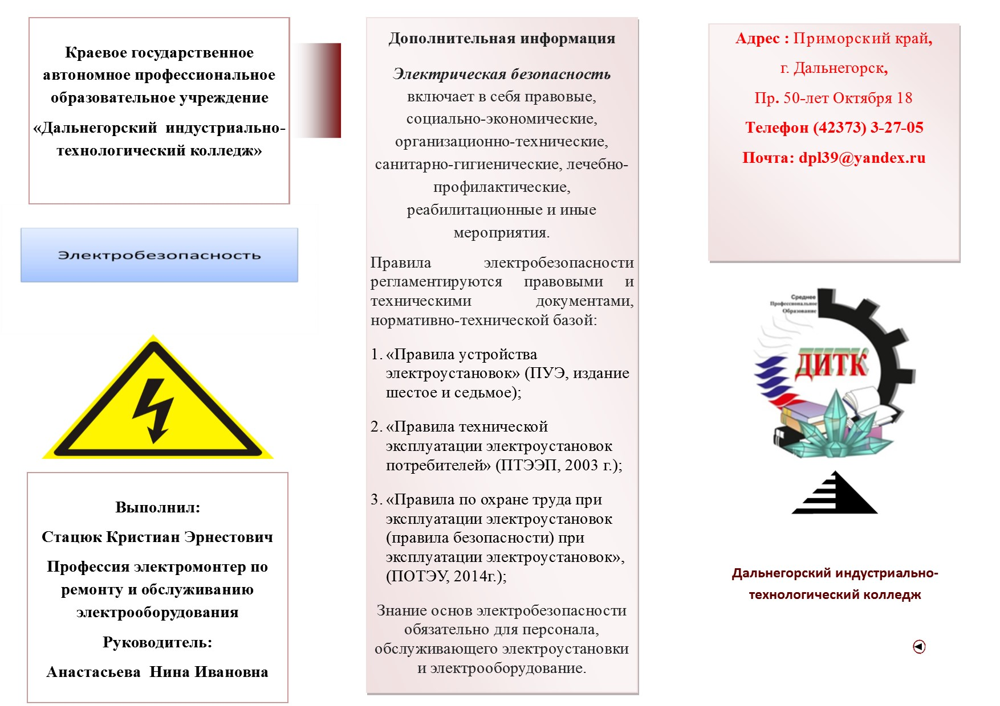 Краевое государственное
автономное профессиональное
образовательное учреждение
«Дальнегорский индустриально-
технологический колледж»
Электробезопасность
Выполнил:
Стацюк Кристиан Эрнестович
Профессия электромонтер по
ремонту и обслуживанию
электрооборудования
Руководитель:
Анастасьева Нина Ивановна
Дополнительная информация
Электрическая безопасность
включает в себя правовые,
социально-экономические,
организационно-технические,
санитарно-гигиенические, лечебно-
профилактические,
реабилитационные и иные
мероприятия.
Правила электробезопасности
регламентируются правовыми и
техническими документами,
нормативно-технической базой:
1. «Правила устройства
электроустановок» (ПУЭ, издание
шестое и седьмое);
2. «Правила технической
эксплуатации электроустановок
потребителей» (ПТЭЭП, 2003 г.);
3. «Правила по охране труда при
эксплуатации электроустановок
(правила безопасности) при
эксплуатации электроустановок»,
(ПОТЭУ, 2014г.);
Знание основ электробезопасности
обязательно для персонала,
обслуживающего электроустановки
и электрооборудование.
Адрес : Приморский край,
г. Дальнегорск,
Пр. 50-лет Октября 18
Телефон (42373) 3-27-05
Почта: dpl39@yandex.ru
Среднее
Профессиональное
Образование
ДИТК
Дальнегорский индустриально-
технологический колледж